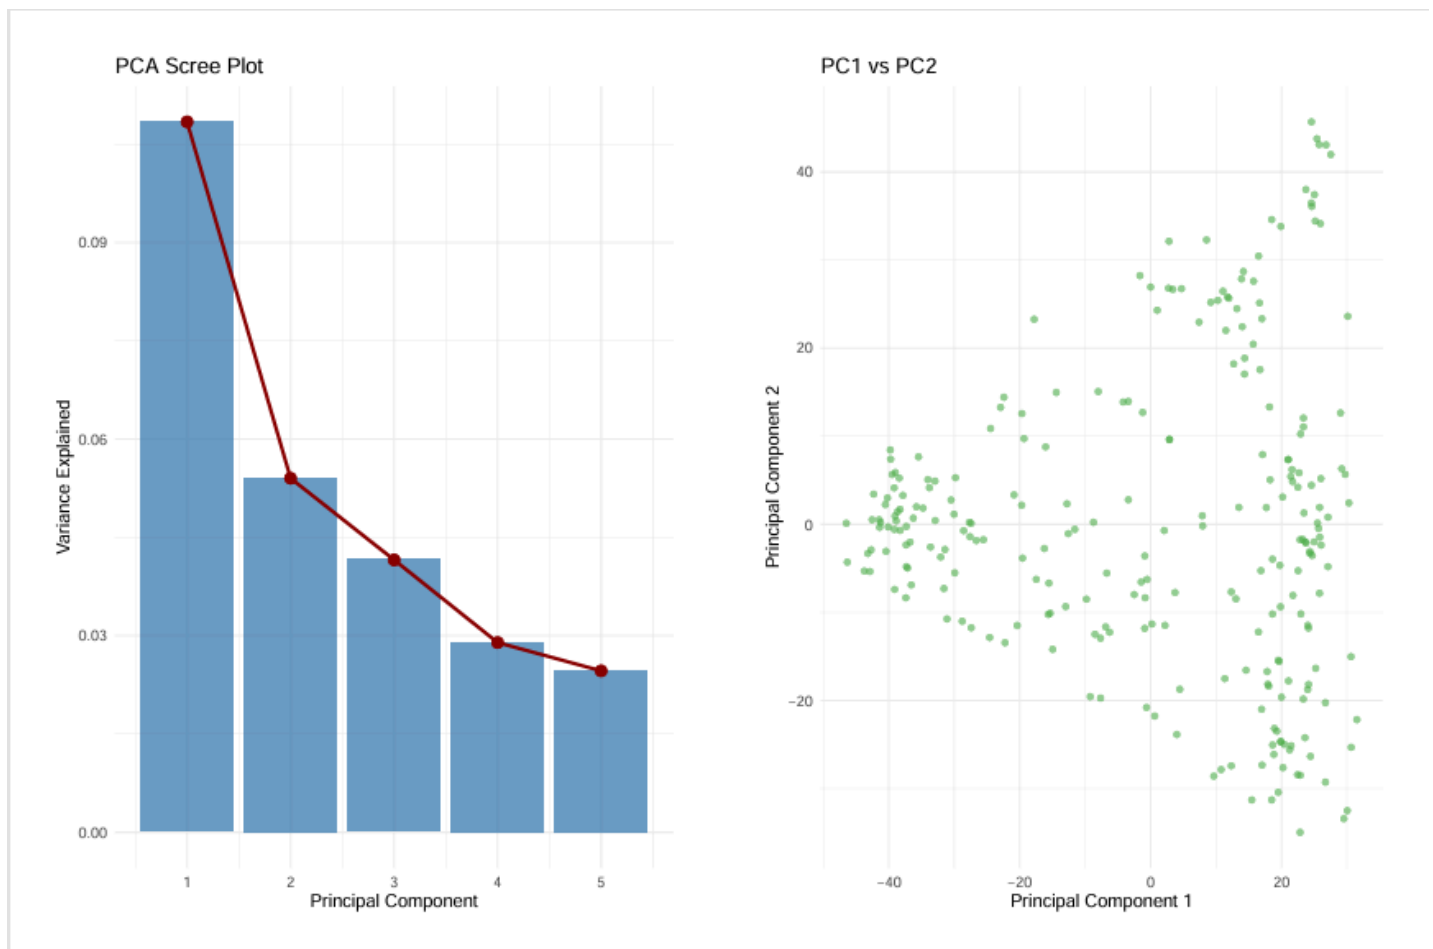 PCA Scree Plot
0.09
0.06
0.03
0.00
Variance Explained
1 2 3 4 5
Principal Component
PC1 vs PC2
40
20
0
−20
Principal Component 2
−40 −20 0 20
Principal Component 1